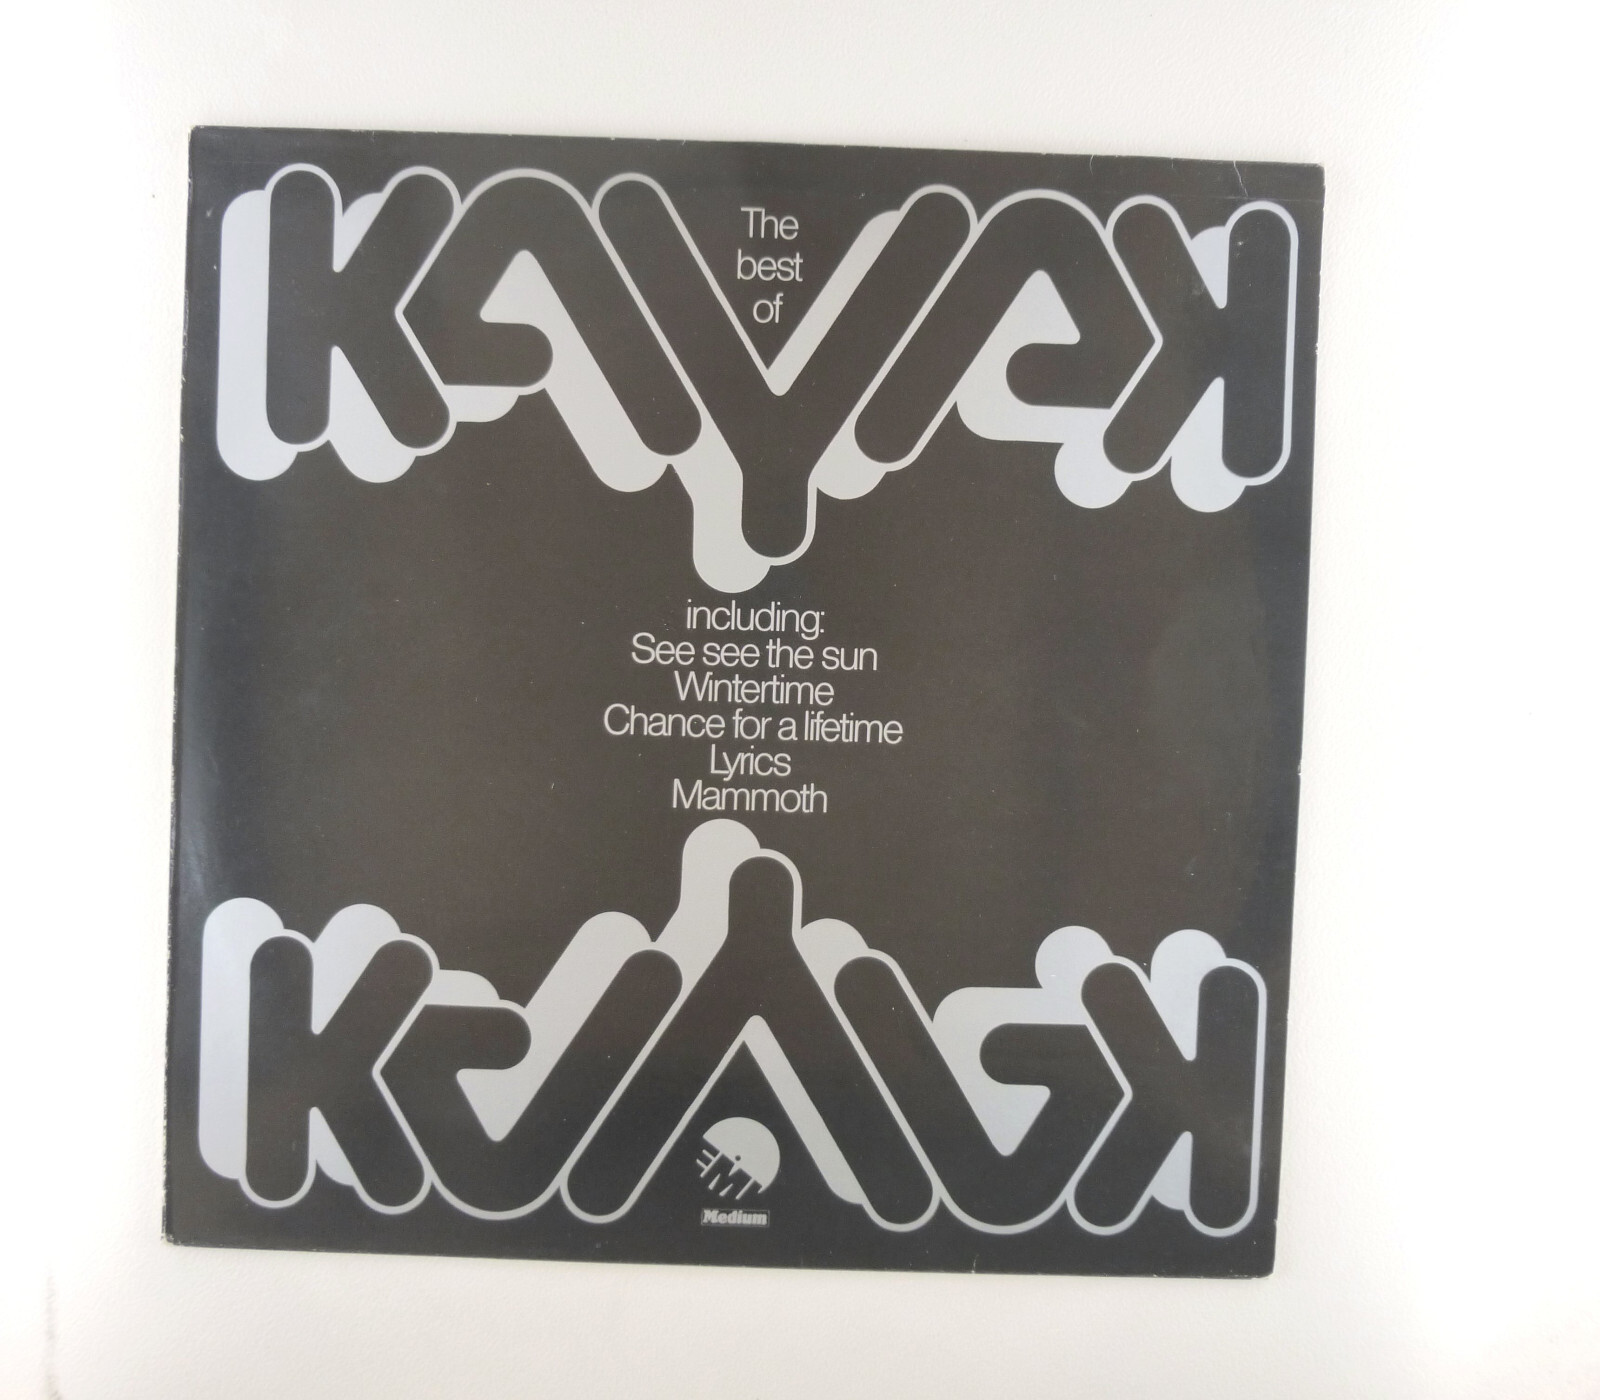 The
best
of
KAYAK
including:
See see the sun
Wintertime
Chance for a lifetime
Lyrics
Mammoth
KAYAK
EMI
Medium